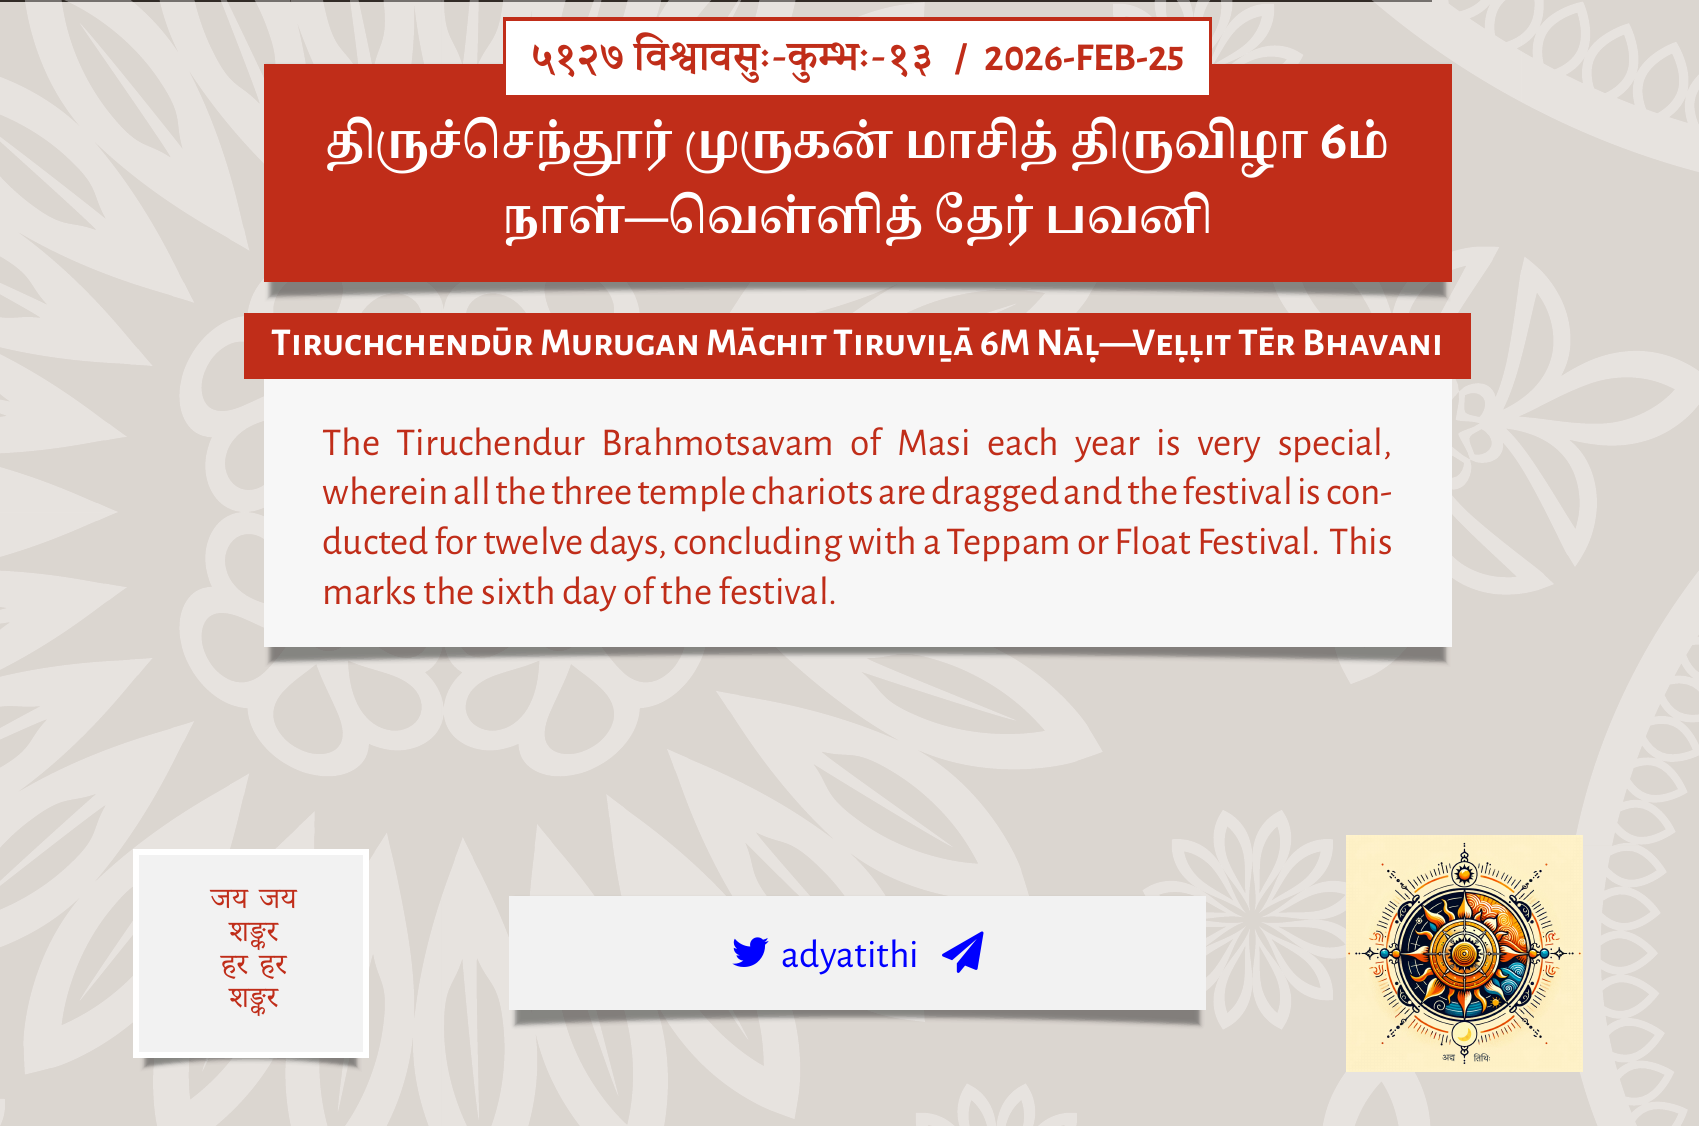 ५१२७ विश्वावसुः-कुम्भः-१३ / 2026-FEB-25
திருச்செந்தூர் முருகன் மாசித் திருவிழா 6ம்
நாள்—வெள்ளித் தேர் பவனி
Tiruchchendūr Murugan Māchit Tiruviḻā 6m Nāḷ—Veḷḷit Tēr Bhavani
The Tiruchendur Brahmotsavam of Masi each year is very special,
wherein all the three temple chariots are dragged and the festival is con-
ducted for twelve days, concluding with a Teppam or Float Festival. This
marks the sixth day of the festival.
जय जय
शङ्कर
हर हर
शङ्कर
adyatithi
अद्य तिथिः